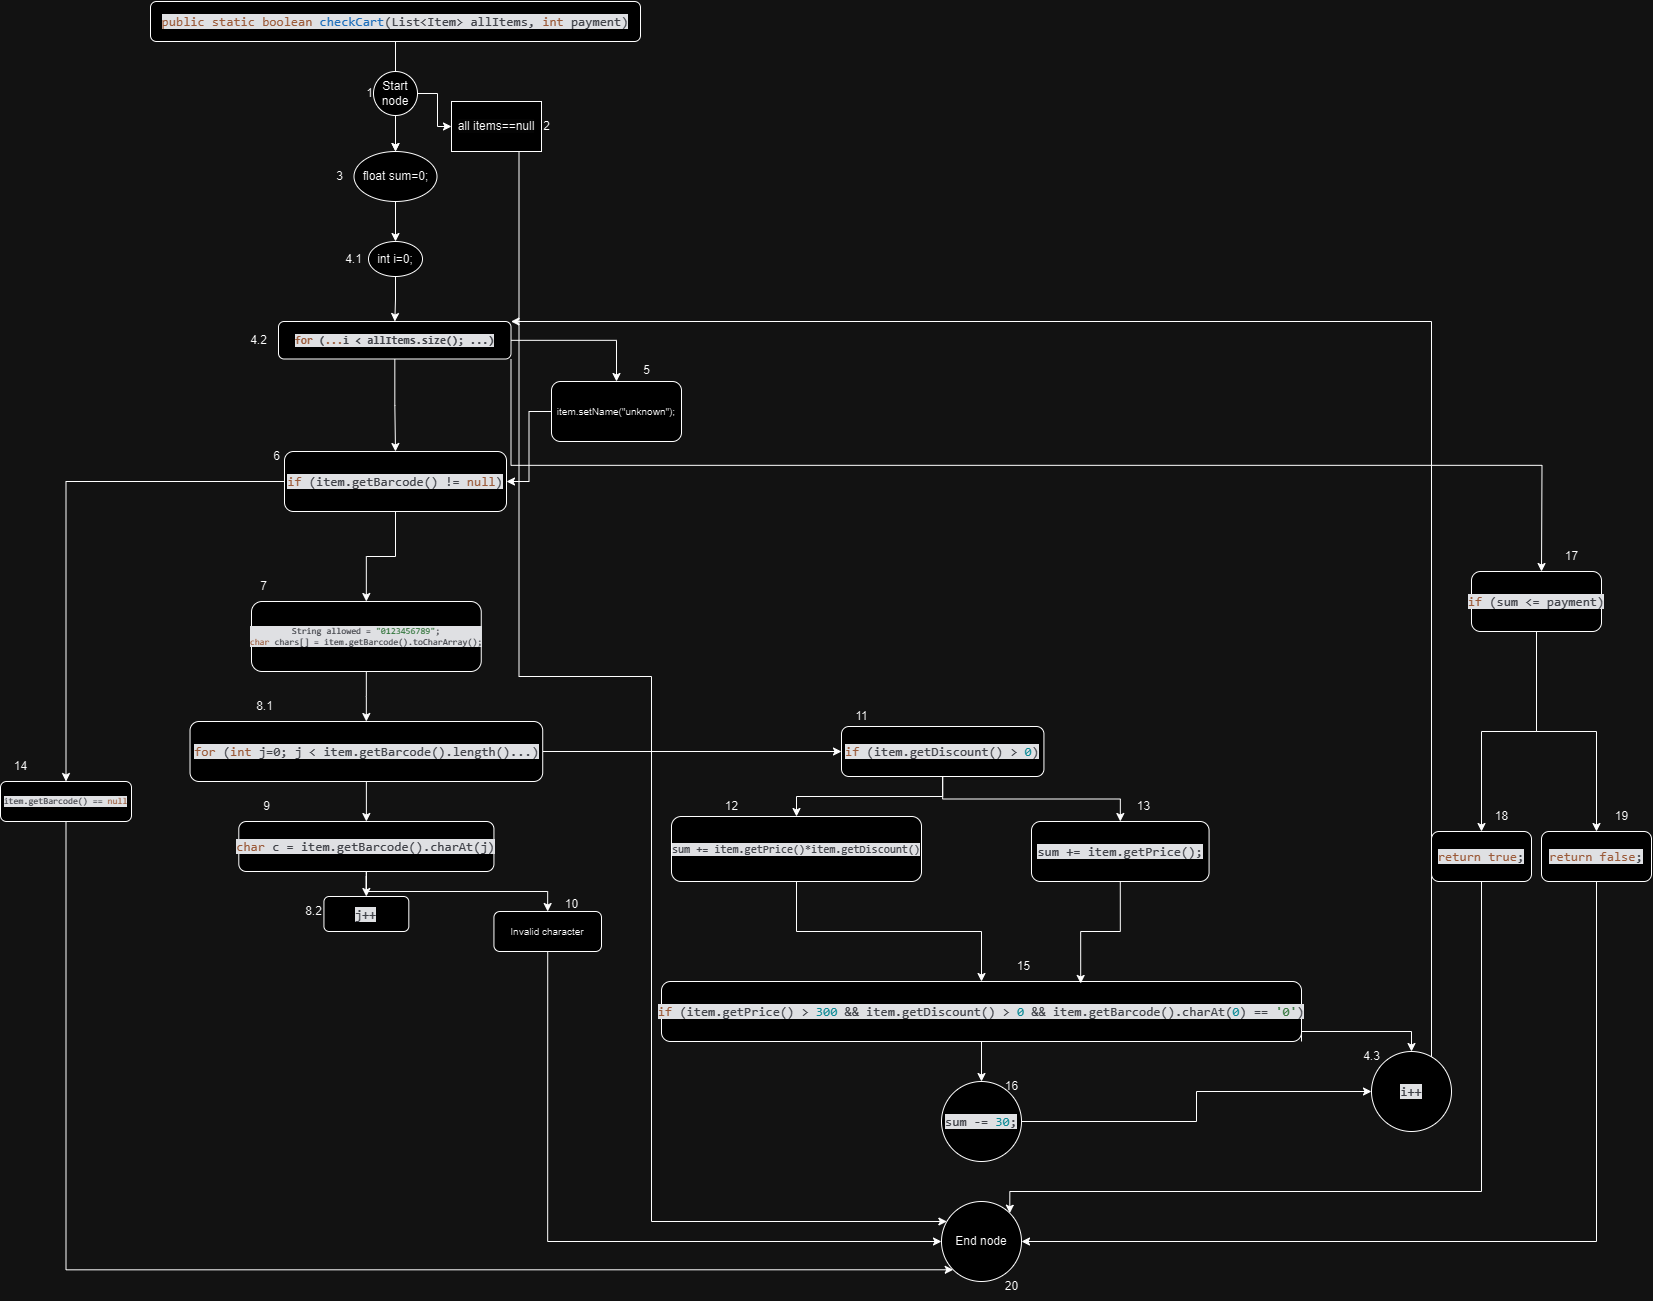 public static boolean checkCart(List<Item> allItems, int payment)
1
Start
node
all items==null
2
3
float sum=0;
4.1
int i=0;
4.2
for (...i < allItems.size(); ...)
5
item.setName("unknown");
6
if (item.getBarcode() != null)
17
if (sum <= payment)
7
String allowed = "0123456789";
char chars[] = item.getBarcode().toCharArray();
8.1
for (int j=0; j < item.getBarcode().length()...)
11
if (item.getDiscount() > 0)
14
item.getBarcode() == null
9
char c = item.getBarcode().charAt(j)
12
sum += item.getPrice()*item.getDiscount()
13
sum += item.getPrice();
18
return true;
19
return false;
8.2
j++
10
Invalid character
15
if (item.getPrice() > 300 && item.getDiscount() > 0 && item.getBarcode().charAt(0) == '0')
4.3
i++
16
sum -= 30;
End node
20